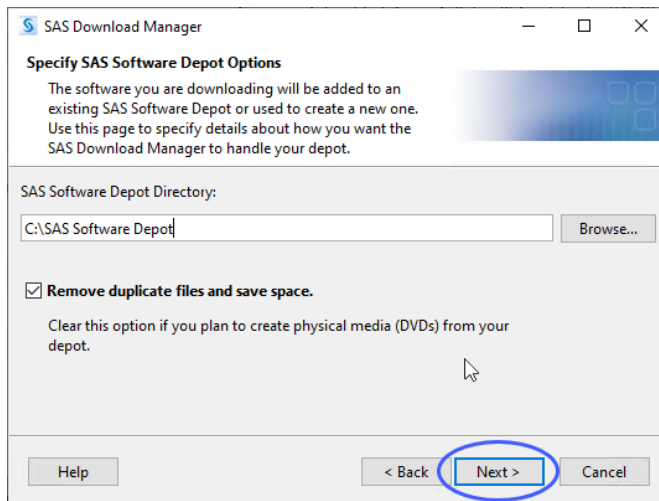 SAS Download Manager
Specify SAS Software Depot Options
The software you are downloading will be added to an
existing SAS Software Depot or used to create a new one.
Use this page to specify details about how you want the
SAS Download Manager to handle your depot.
SAS Software Depot Directory:
C:\SAS Software Depot
Browse...
Remove duplicate files and save space.
Clear this option if you plan to create physical media (DVDs) from your
depot.
Help
< Back
Next >
Cancel